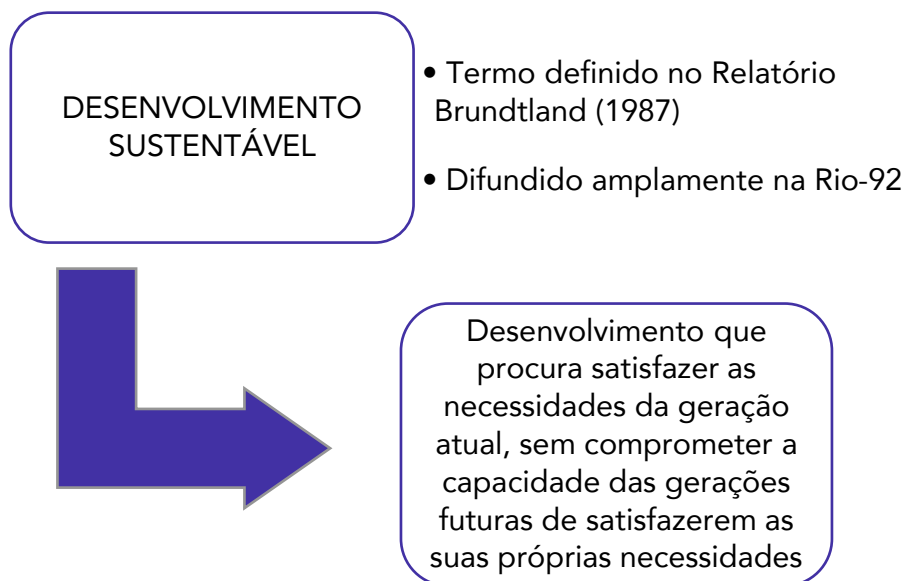 DESENVOLVIMENTO
SUSTENTÁVEL
• Termo definido no Relatório
Brundtland (1987)
• Difundido amplamente na Rio-92
Desenvolvimento que
procura satisfazer as
necessidades da geração
atual, sem comprometer a
capacidade das gerações
futuras de satisfazerem as
suas próprias necessidades